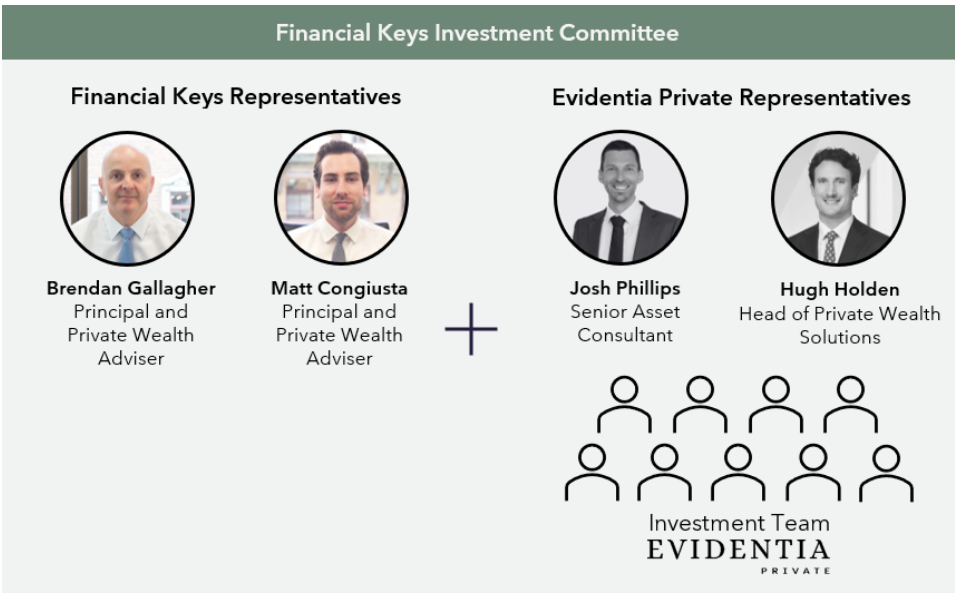 Financial Keys Investment Committee
Financial Keys Representatives
Evidentia Private Representatives
Brendan Gallagher
Principal and
Private Wealth
Adviser
Matt Congiusta
Principal and
Private Wealth
Adviser
Josh Phillips
Senior Asset
Consultant
Hugh Holden
Head of Private Wealth
Solutions
Investment Team
EVIDENTIA
PRIVATE